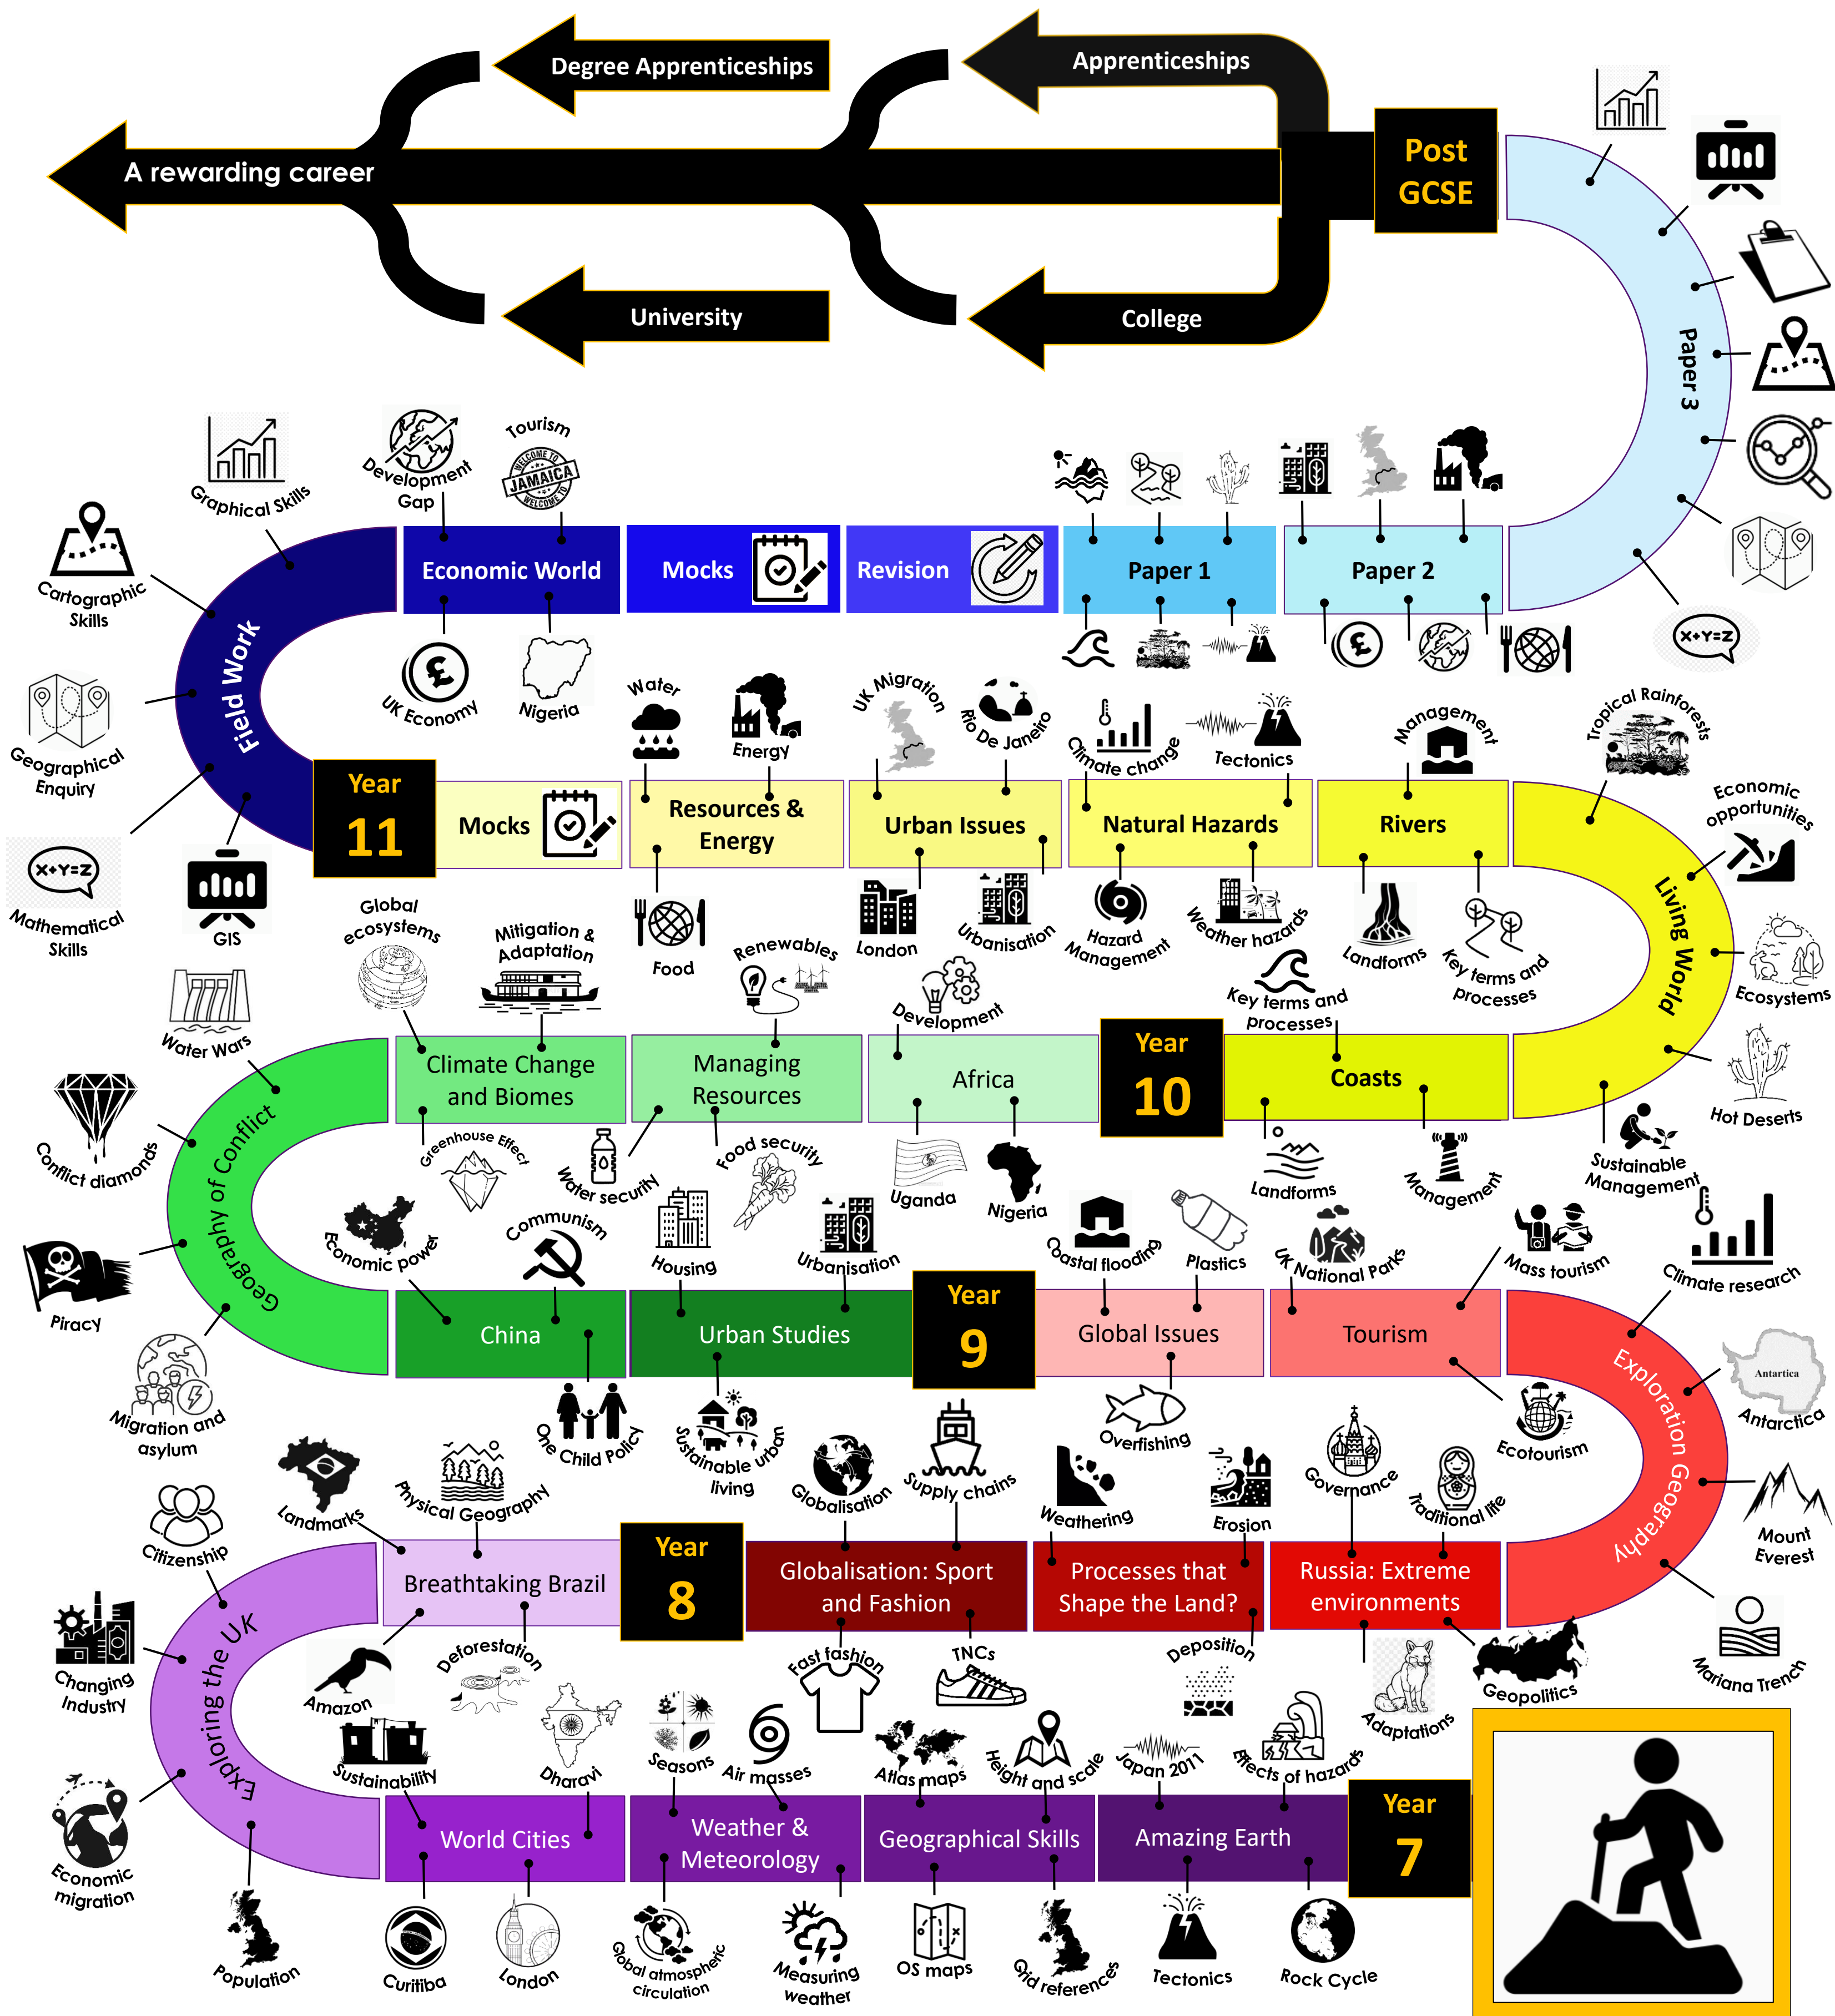 Degree Apprenticeships
Apprenticeships
A rewarding career
Post
GCSE
University
College
Paper 3
Graphical Skills
Development
Gap
Tourism
WELCOME TO
JAMAICA
WELCOME TO
Cartographic
Skills
Economic World
Mocks
Revision
Paper 1
Paper 2
X+Y=Z
Field Work
£
UK Economy
Nigeria
£
Geographical
Enquiry
Water
Energy
UK Migration
Rio De Janeiro
Climate change
Tectonics
Management
Tropical Rainforests
Year
11
Mocks
Resources &
Energy
Urban Issues
Natural Hazards
Rivers
Economic
opportunities
X+Y=Z
Mathematical
Skills
GIS
Food
London
Urbanisation
Hazard
Management
Weather hazards
Landforms
Key terms and
processes
Living World
Ecosystems
Hot Deserts
Sustainable
Management
Global
ecosystems
Mitigation &
Adaptation
Renewables
Development
Key terms and
processes
Water Wars
Climate Change
and Biomes
Managing
Resources
Africa
Year
10
Coasts
Conflict diamonds
Geography of Conflict
Greenhouse Effect
Water security
Food security
Uganda
Nigeria
Landforms
Management
Piracy
Migration and
asylum
Economic power
Communism
Housing
Urbanisation
Coastal flooding
Plastics
UK National Parks
Mass tourism
Climate research
China
Urban Studies
Year
9
Global Issues
Tourism
Exploration Geography
Antartica
Antarctica
One Child Policy
Sustainable urban
living
Overfishing
Ecotourism
Mount
Everest
Mariana Trench
Citizenship
Landmarks
Physical Geography
Globalisation
Supply chains
Weathering
Erosion
Governance
Traditional life
Breathtaking Brazil
Year
8
Globalisation: Sport
and Fashion
Processes that
Shape the Land?
Russia: Extreme
environments
Changing
Industry
Exploring the UK
Amazon
Deforestation
Fast fashion
TNCs
Deposition
Adaptations
Geopolitics
Economic
migration
Population
Sustainability
Dharavi
Seasons
Air masses
Atlas maps
Height and scale
Japan 2011
Effects of hazards
World Cities
Weather &
Meteorology
Geographical Skills
Amazing Earth
Year
7
Curitiba
London
Global atmospheric
circulation
Measuring
weather
OS maps
Grid references
Tectonics
Rock Cycle